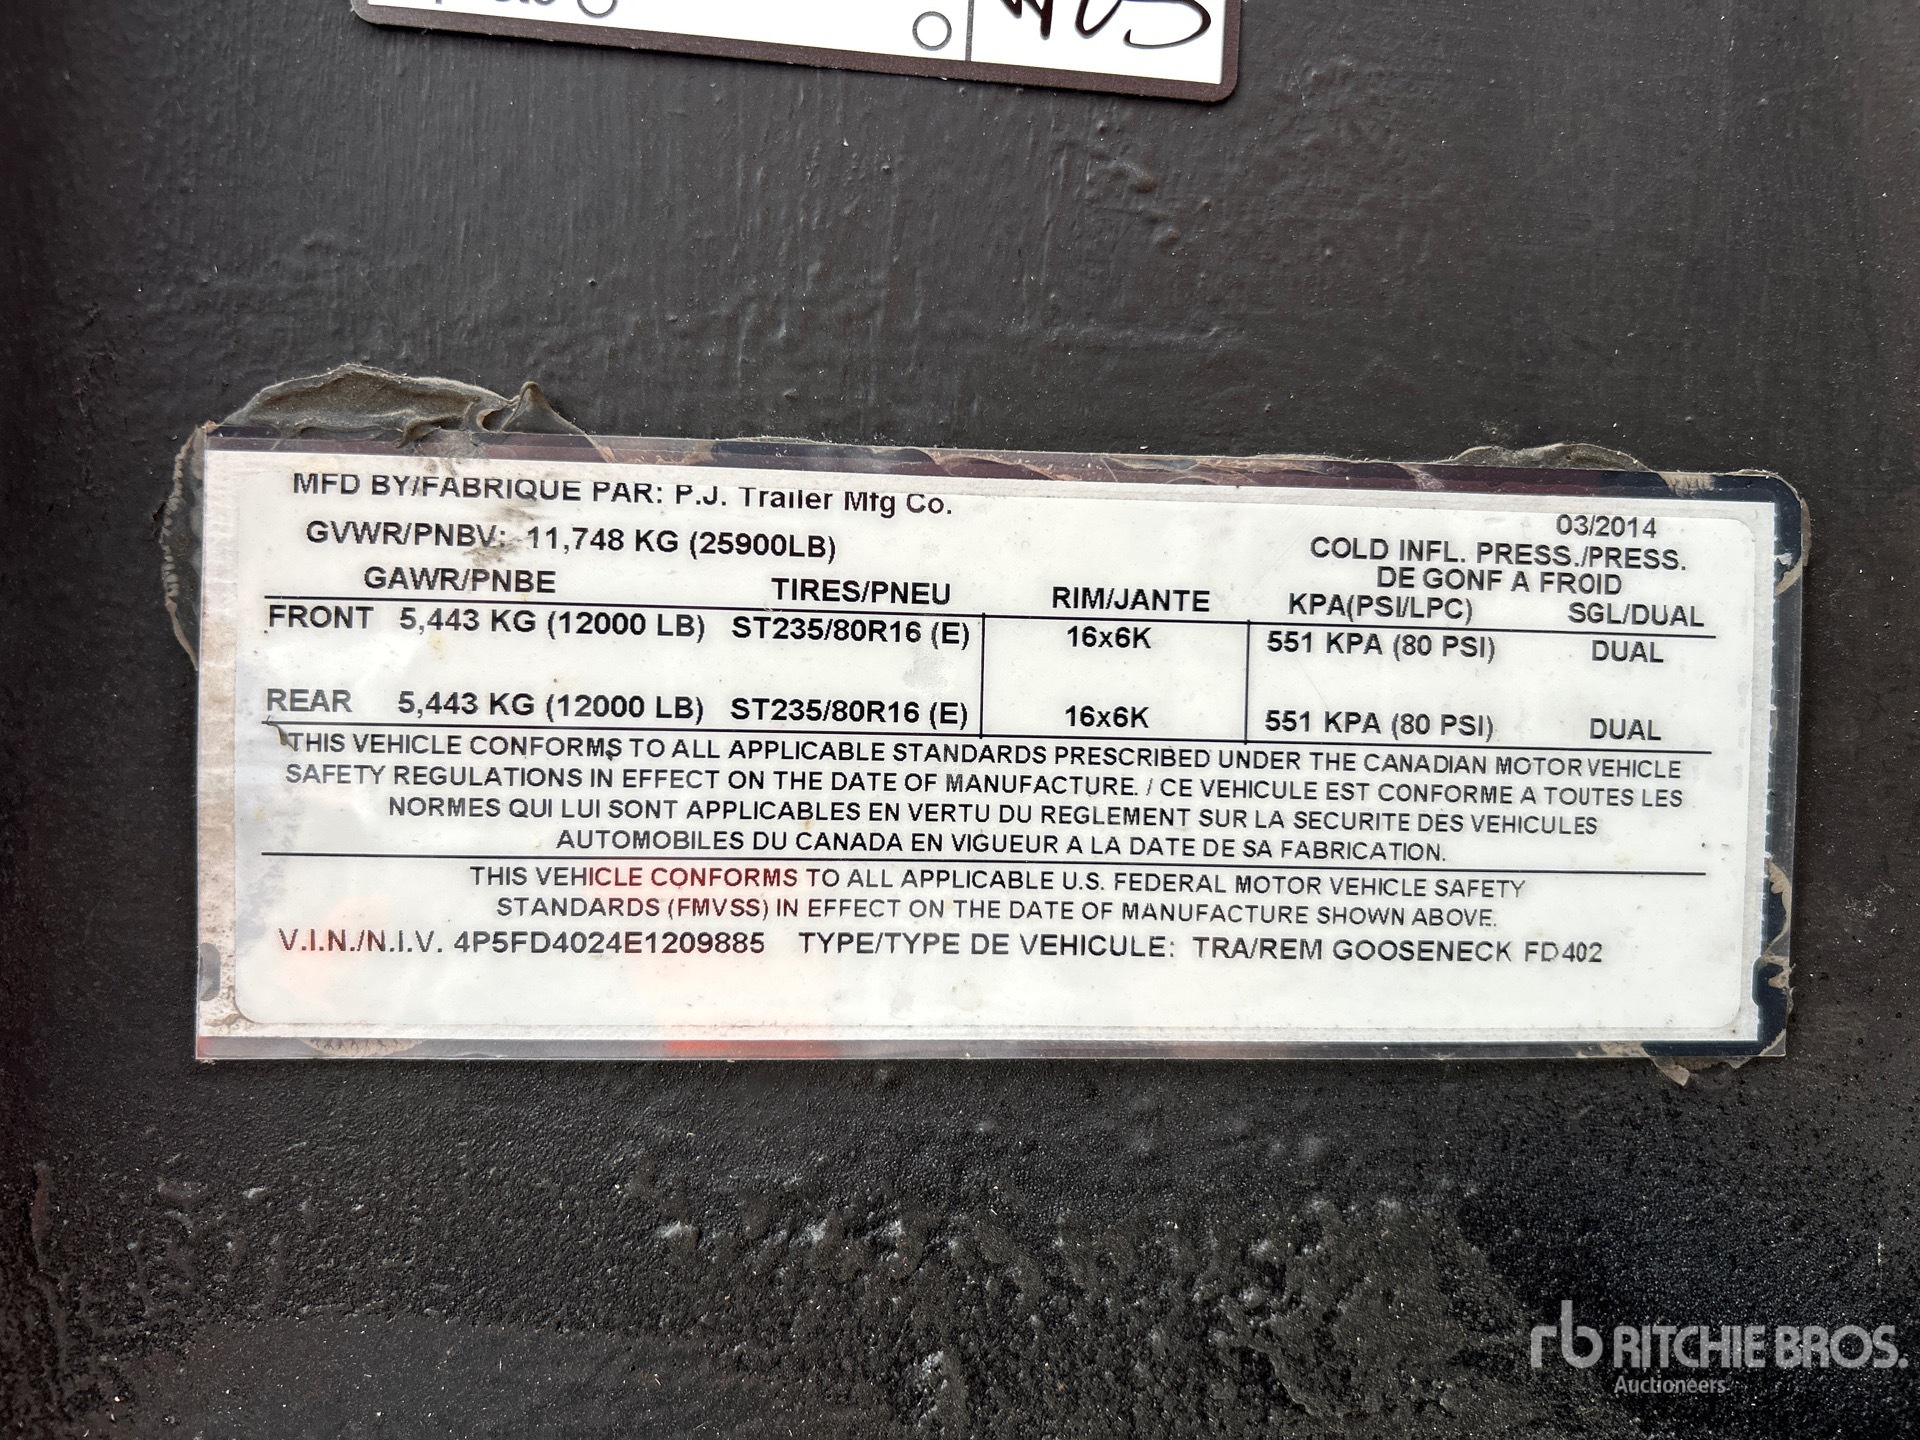 MFD BY/FABRIQUE PAR: P.J. Trailer Mfg Co.
03/2014
GVWR/PNBV: 11,748 KG (25900LB)
COLD INFL. PRESS./PRESS.
DE GONF A FROID
GAWR/PNBE TIRES/PNEU RIM/JANTE KPA(PSI/LPC) SGL/DUAL
FRONT 5,443 KG (12000 LB) ST235/80R16 (E) 16x6K 551 KPA (80 PSI) DUAL
REAR 5,443 KG (12000 LB) ST235/80R16 (E) 16x6K 551 KPA (80 PSI) DUAL
THIS VEHICLE CONFORMS TO ALL APPLICABLE STANDARDS PRESCRIBED UNDER THE CANADIAN MOTOR VEHICLE
SAFETY REGULATIONS IN EFFECT ON THE DATE OF MANUFACTURE. / CE VEHICULE EST CONFORME A TOUTES LES
NORMES QUI LUI SONT APPLICABLES EN VERTU DU REGLEMENT SUR LA SECURITE DES VEHICULES
AUTOMOBILES DU CANADA EN VIGUEUR A LA DATE DE SA FABRICATION.
THIS VEHICLE CONFORMS TO ALL APPLICABLE U.S. FEDERAL MOTOR VEHICLE SAFETY
STANDARDS (FMVSS) IN EFFECT ON THE DATE OF MANUFACTURE SHOWN ABOVE.
V.I.N./N.I.V. 4P5FD4024E1209885 TYPE/TYPE DE VEHICULE: TRA/REM GOOSENECK FD402
rb RITCHIE BROS.
Auctioneers